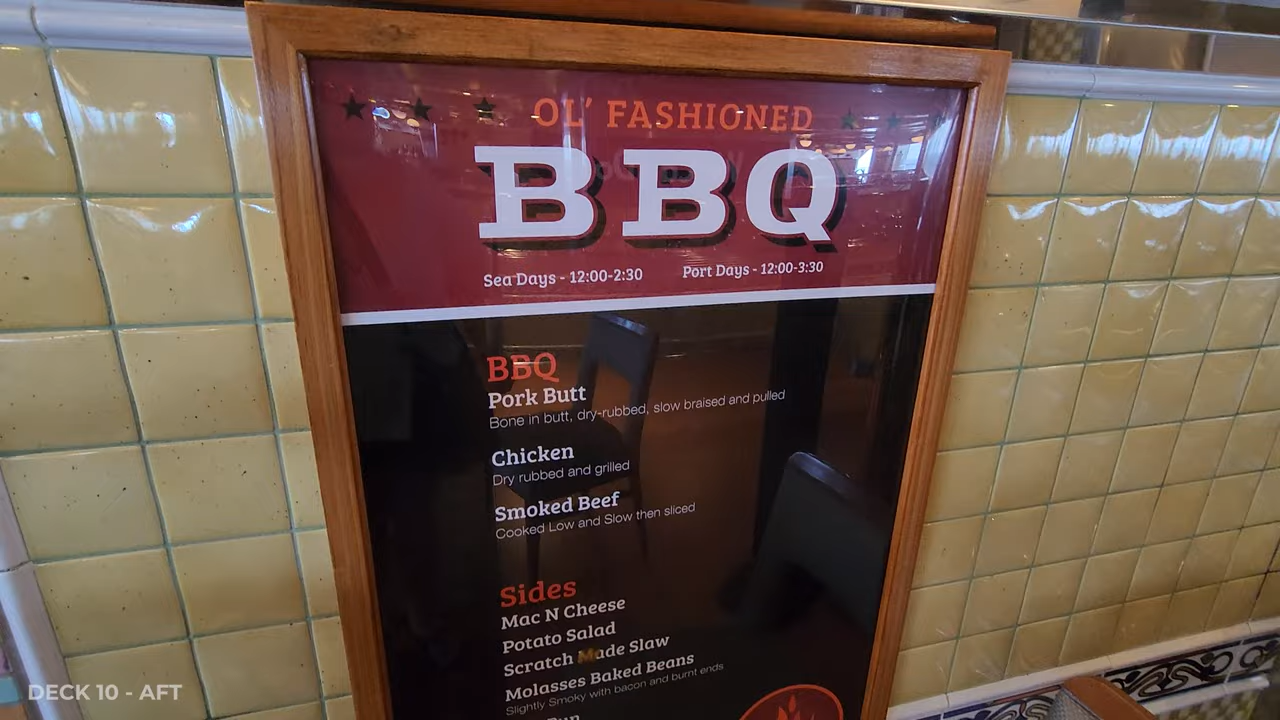 OL' FASHIONED
BBQ
Sea Days - 12:00-2:30 Port Days - 12:00-3:30
BBQ
Pork Butt
Bone in butt, dry-rubbed, slow braised and pulled
Chicken
Dry rubbed and grilled
Smoked Beef
Cooked Low and Slow then sliced
Sides
Mac N Cheese
Potato Salad
Scratch Made Slaw
Molasses Baked Beans
Slightly Smoky with bacon and burnt ends
DECK 10 - AFT